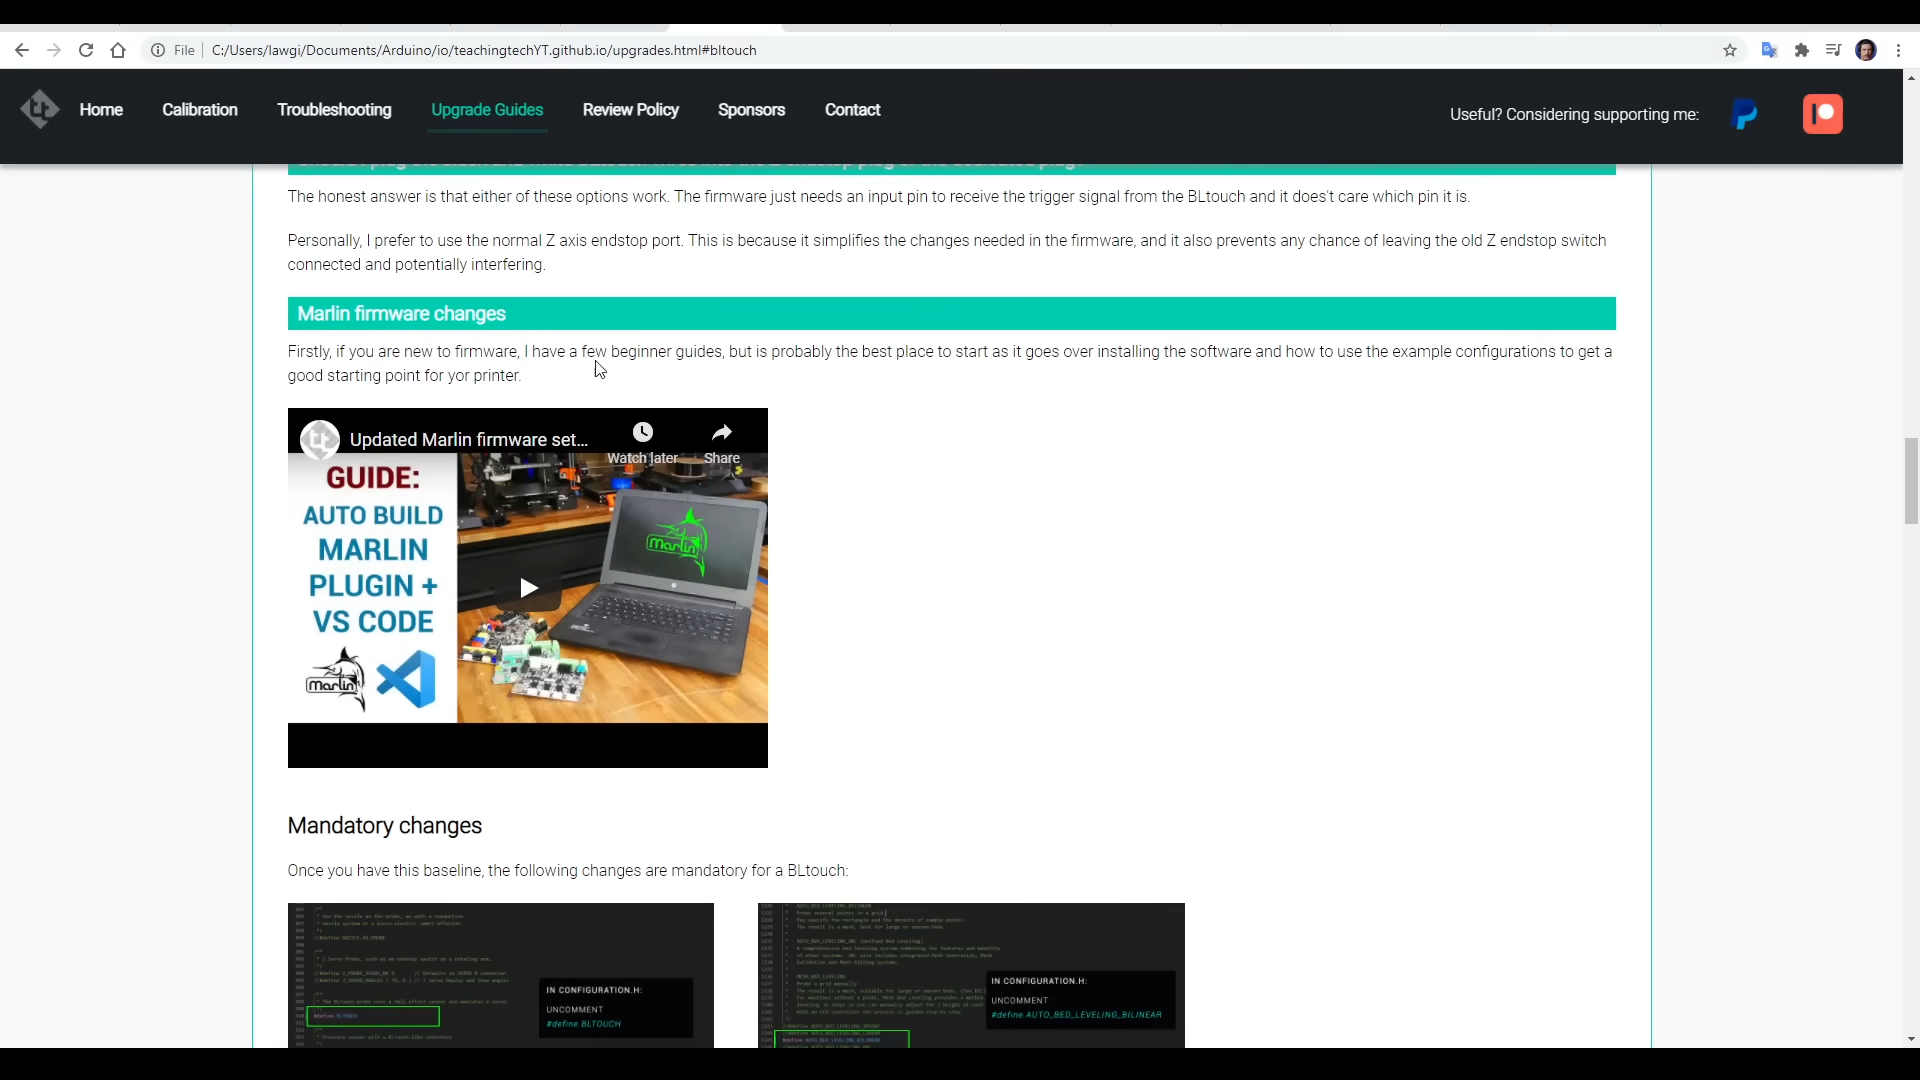 File
C:/Users/lawgi/Documents/Arduino/io/teachingtechYT.github.io/upgrades.html#bltouch
Home
Calibration
Troubleshooting
Upgrade Guides
Review Policy
Sponsors
Contact
Useful? Considering supporting me:
The honest answer is that either of these options work. The firmware just needs an input pin to receive the trigger signal from the BLtouch and it does't care which pin it is.
Personally, I prefer to use the normal Z axis endstop port. This is because it simplifies the changes needed in the firmware, and it also prevents any chance of leaving the old Z endstop switch
connected and potentially interfering.
Marlin firmware changes
Firstly, if you are new to firmware, I have a few beginner guides, but is probably the best place to start as it goes over installing the software and how to use the example configurations to get a
good starting point for yor printer.
Updated Marlin firmware set...
Watch later
Share
GUIDE:
AUTO BUILD
MARLIN
PLUGIN +
VS CODE
Marlin
Marlin
Mandatory changes
Once you have this baseline, the following changes are mandatory for a BLtouch:
#define BLTOUCH
IN CONFIGURATION.H:
UNCOMMENT
#define BLTOUCH
#define AUTO_BED_LEVELING_BILINEAR
IN CONFIGURATION.H:
UNCOMMENT
#define AUTO_BED_LEVELING_BILINEAR